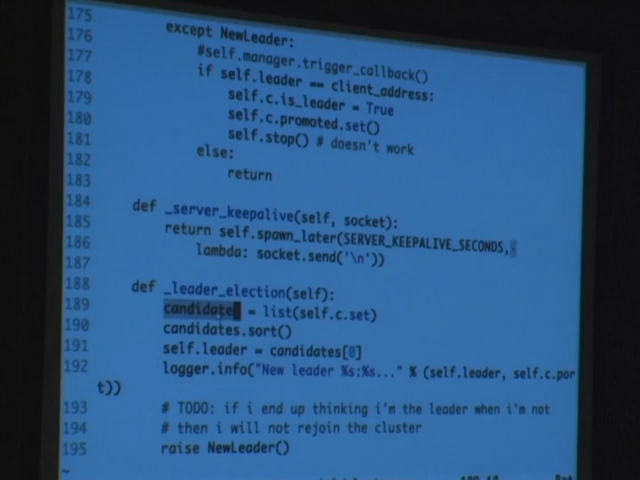 175
176 except NewLeader:
177 #self.manager.trigger_callback()
178 if self.leader == client_address:
179 self.c.is_leader = True
180 self.c.promoted.set()
181 self.stop() # doesn't work
182 else:
183 return
184
185 def _server_keepalive(self, socket):
186 return self.spawn_later(SERVER_KEEPALIVE_SECONDS,
187 lambda: socket.send('\n'))
188
189 def _leader_election(self):
190 candidates = list(self.c.set)
191 candidates.sort()
192 self.leader = candidates[0]
logger.info("New leader %s:%s..." % (self.leader, self.c.por
t))
193 # TODO: if i end up thinking i'm the leader when i'm not
194 # then i will not rejoin the cluster
195 raise NewLeader()
~